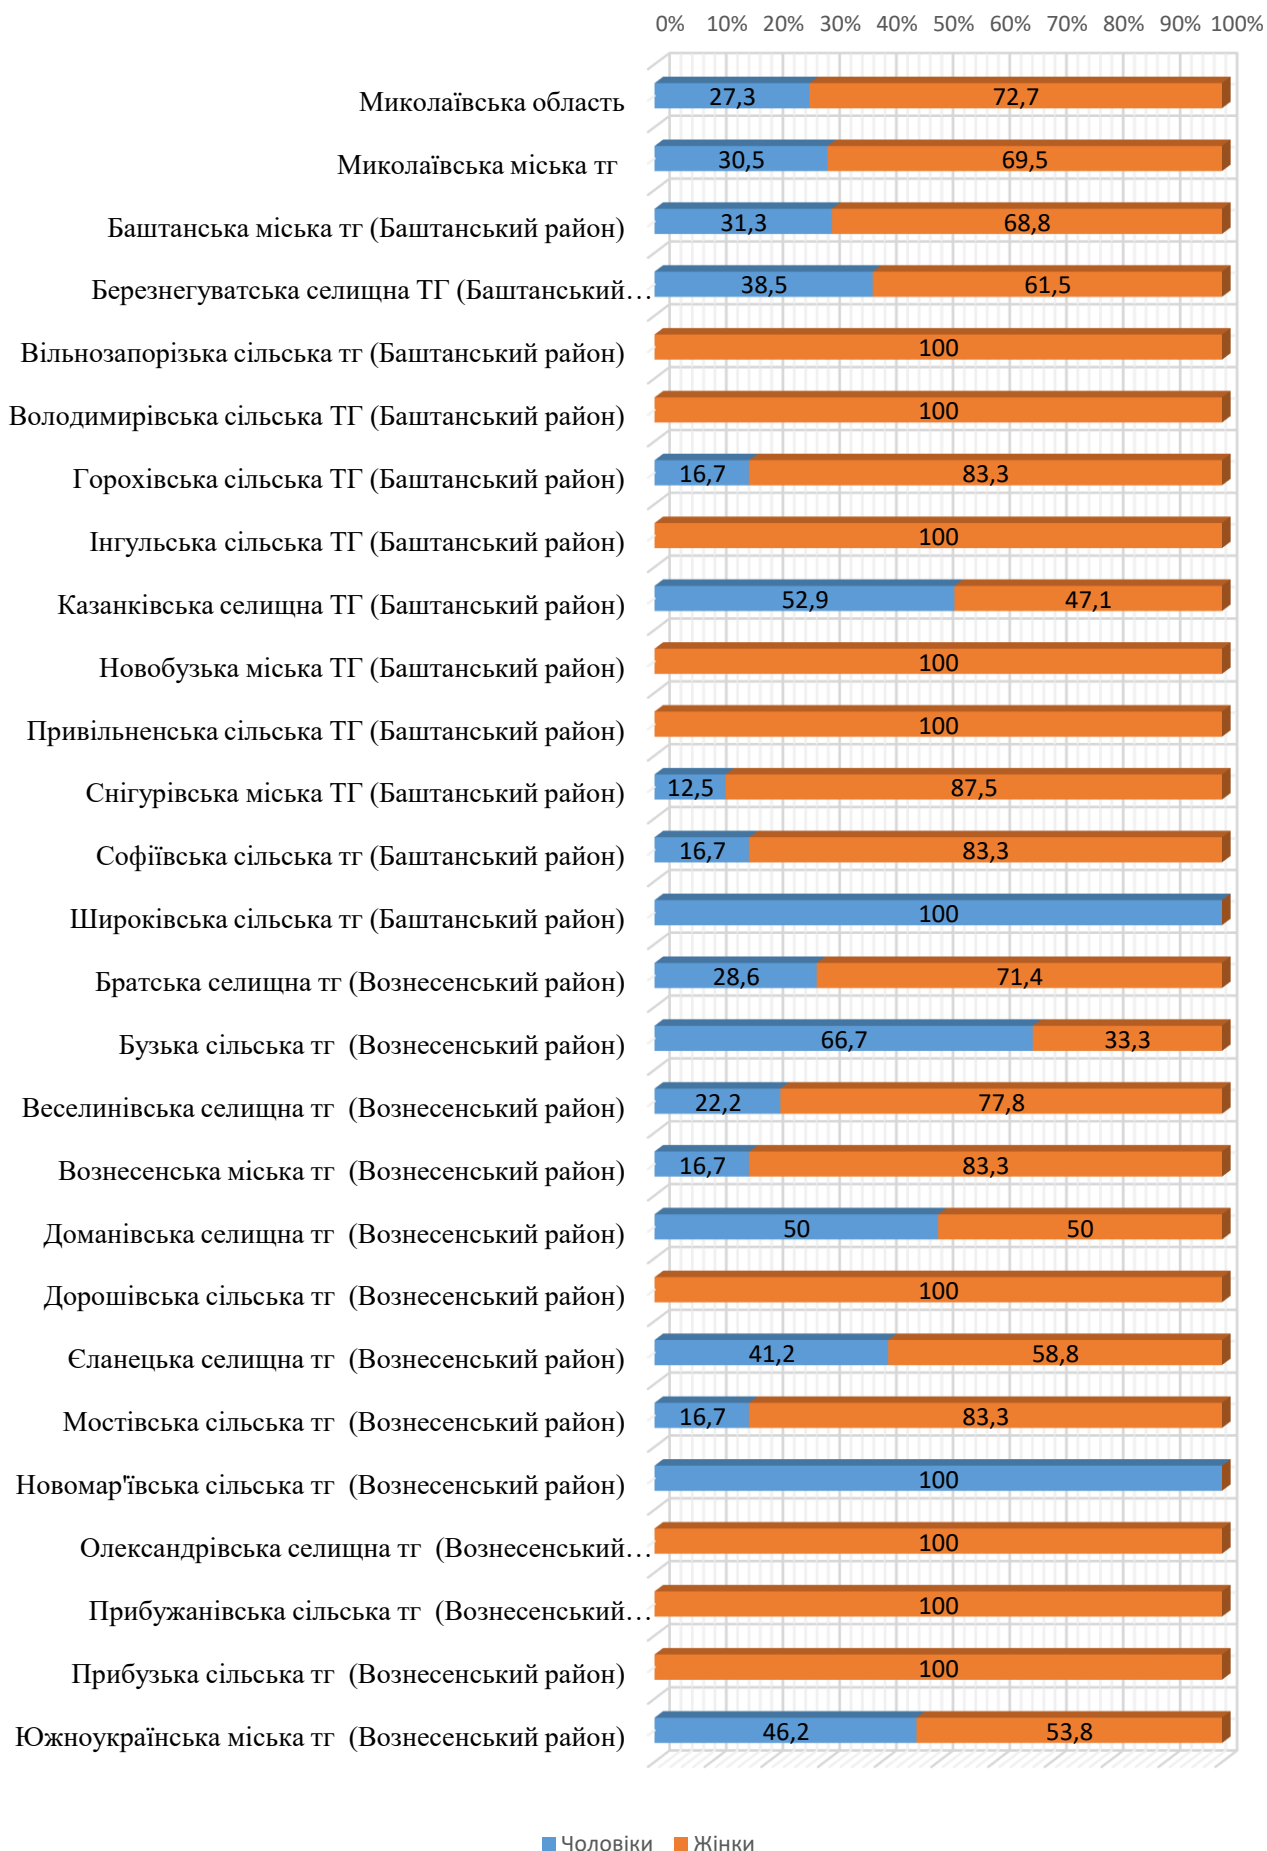 0% 10% 20% 30% 40% 50% 60% 70% 80% 90% 100%
Миколаївська область 27,3 72,7
Миколаївська міська тг 30,5 69,5
Баштанська міська тг (Баштанський район) 31,3 68,8
Березнегуватська селищна ТГ (Баштанський… 38,5 61,5
Вільнозапорізька сільська тг (Баштанський район) 100
Володимирівська сільська ТГ (Баштанський район) 100
Горохівська сільська ТГ (Баштанський район) 16,7 83,3
Інгульська сільська ТГ (Баштанський район) 100
Казанківська селищна ТГ (Баштанський район) 52,9 47,1
Новобузька міська ТГ (Баштанський район) 100
Привільненська сільська ТГ (Баштанський район) 100
Снігурівська міська ТГ (Баштанський район) 12,5 87,5
Софіївська сільська тг (Баштанський район) 16,7 83,3
Широківська сільська тг (Баштанський район) 100
Братська селищна тг (Вознесенський район) 28,6 71,4
Бузька сільська тг (Вознесенський район) 66,7 33,3
Веселинівська селищна тг (Вознесенський район) 22,2 77,8
Вознесенська міська тг (Вознесенський район) 16,7 83,3
Доманівська селищна тг (Вознесенський район) 50 50
Дорошівська сільська тг (Вознесенський район) 100
Єланецька селищна тг (Вознесенський район) 41,2 58,8
Мостівська сільська тг (Вознесенський район) 16,7 83,3
Новомар'ївська сільська тг (Вознесенський район) 100
Олександрівська селищна тг (Вознесенський… 100
Прибужанівська сільська тг (Вознесенський… 100
Прибузька сільська тг (Вознесенський район) 100
Южноукраїнська міська тг (Вознесенський район) 46,2 53,8
Чоловіки Жінки